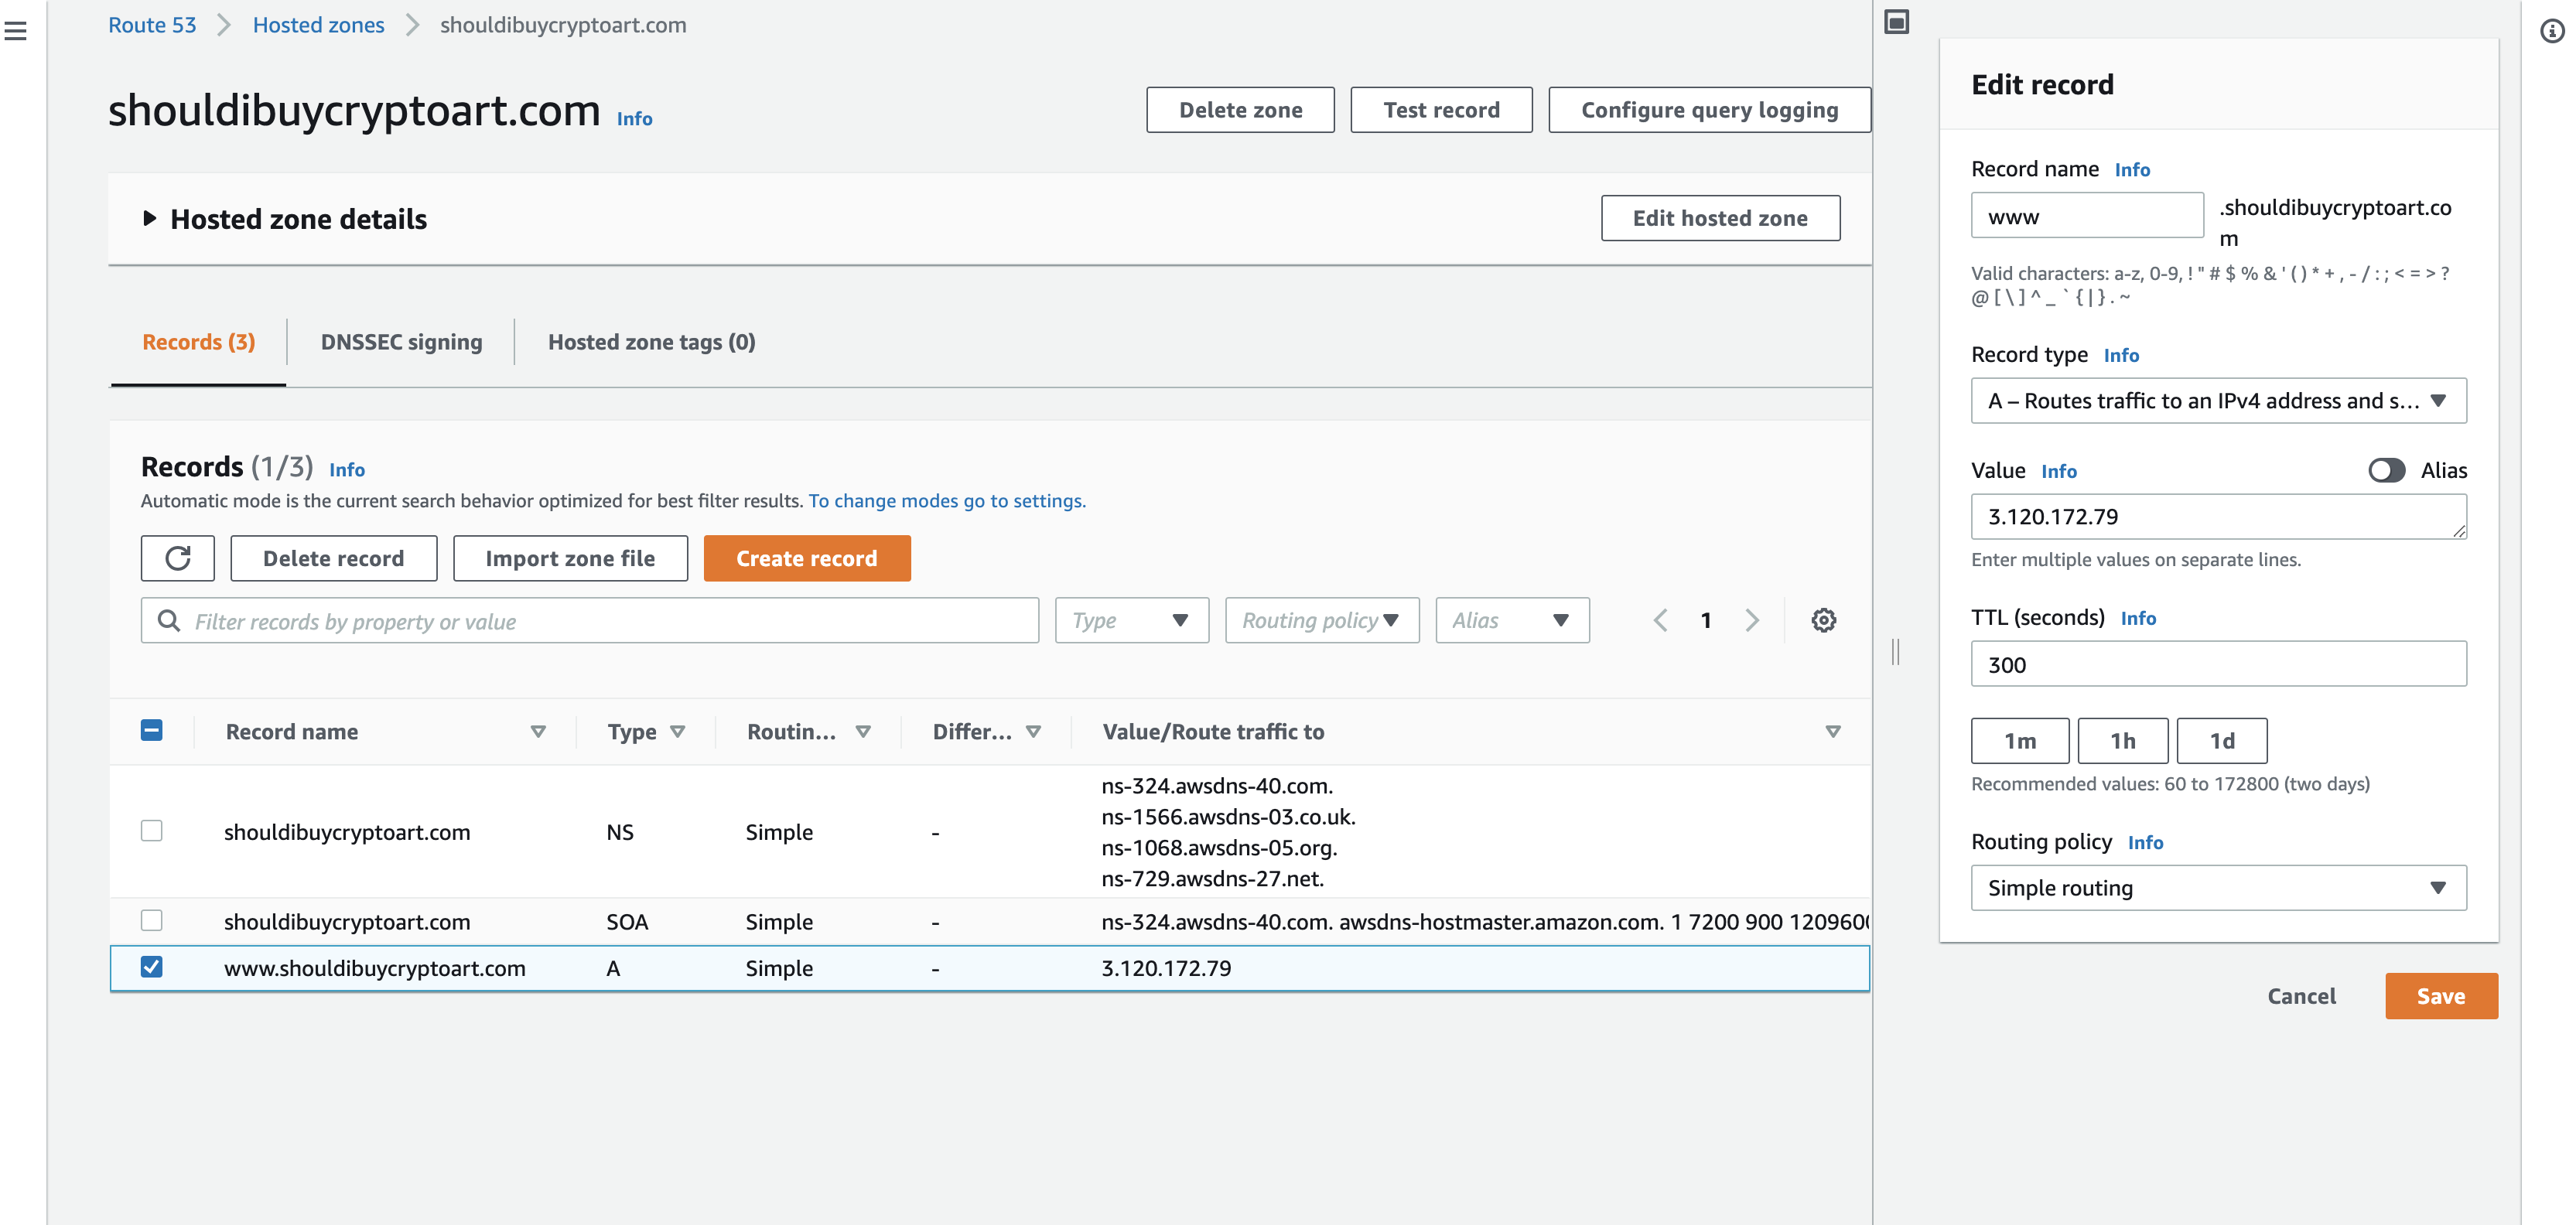 Route 53 > Hosted zones > shouldibuycryptoart.com
shouldibuycryptoart.com Info
Delete zone
Test record
Configure query logging
Hosted zone details
Edit hosted zone
Records (3)
DNSSEC signing
Hosted zone tags (0)
Records (1/3) Info
Automatic mode is the current search behavior optimized for best filter results. To change modes go to settings.
Delete record
Import zone file
Create record
Filter records by property or value
Type
Routing policy
Alias
1
Record name
Type
Routin...
Differ...
Value/Route traffic to
shouldibuycryptoart.com NS Simple -
ns-324.awsdns-40.com.
ns-1566.awsdns-03.co.uk.
ns-1068.awsdns-05.org.
ns-729.awsdns-27.net.
shouldibuycryptoart.com SOA Simple - ns-324.awsdns-40.com. awsdns-hostmaster.amazon.com. 1 7200 900 1209600
www.shouldibuycryptoart.com A Simple - 3.120.172.79
Edit record
Record name Info
www
.shouldibuycryptoart.co
m
Valid characters: a-z, 0-9, ! " # $ % & ' ( ) * + , - / : ; < = > ?
@ [ \ ] ^ _ ` { | } . ~
Record type Info
A – Routes traffic to an IPv4 address and s...
Value Info
Alias
3.120.172.79
Enter multiple values on separate lines.
TTL (seconds) Info
300
1m
1h
1d
Recommended values: 60 to 172800 (two days)
Routing policy Info
Simple routing
Cancel
Save